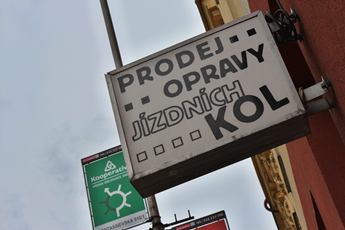 PRODEJ
OPRAVY
JÍZDNÍCH
KOL
Kooperativa